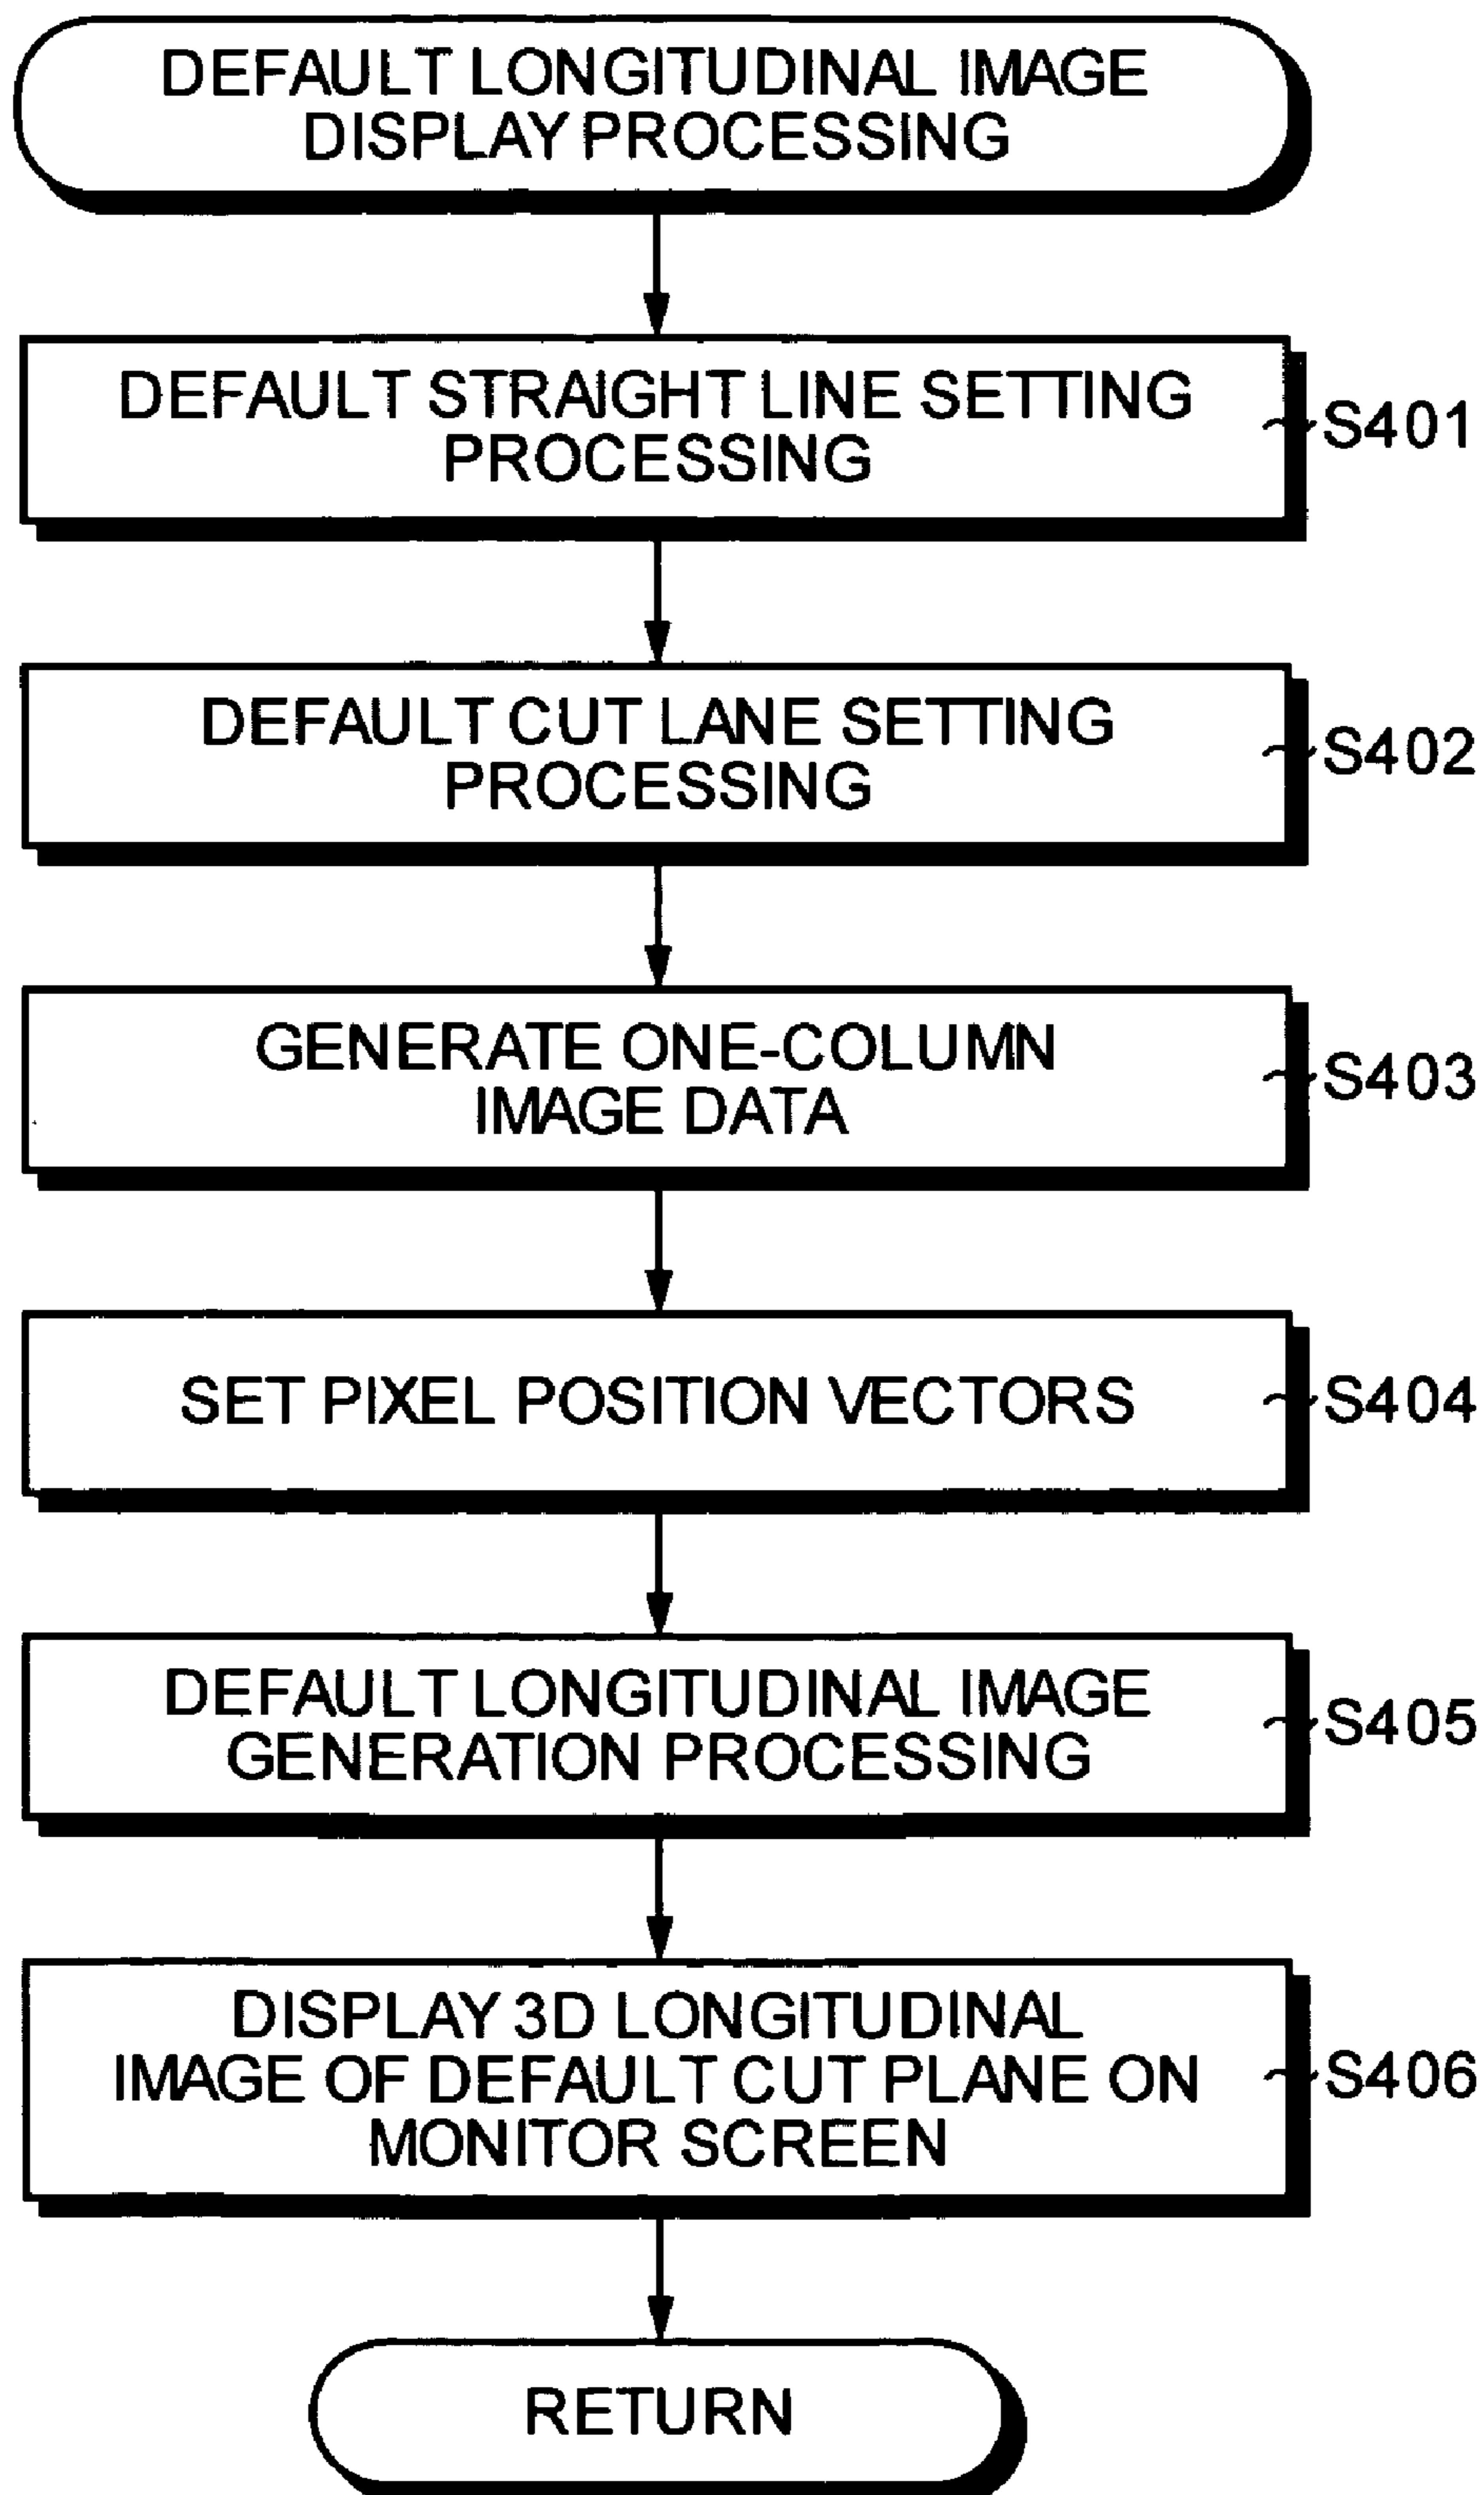 DEFAULT LONGITUDINAL IMAGE
DISPLAY PROCESSING
DEFAULT STRAIGHT LINE SETTING
PROCESSING
S401
DEFAULT CUT LANE SETTING
PROCESSING
S402
GENERATE ONE-COLUMN
IMAGE DATA
S403
SET PIXEL POSITION VECTORS
S404
DEFAULT LONGITUDINAL IMAGE
GENERATION PROCESSING
S405
DISPLAY 3D LONGITUDINAL
IMAGE OF DEFAULT CUT PLANE ON
MONITOR SCREEN
S406
RETURN